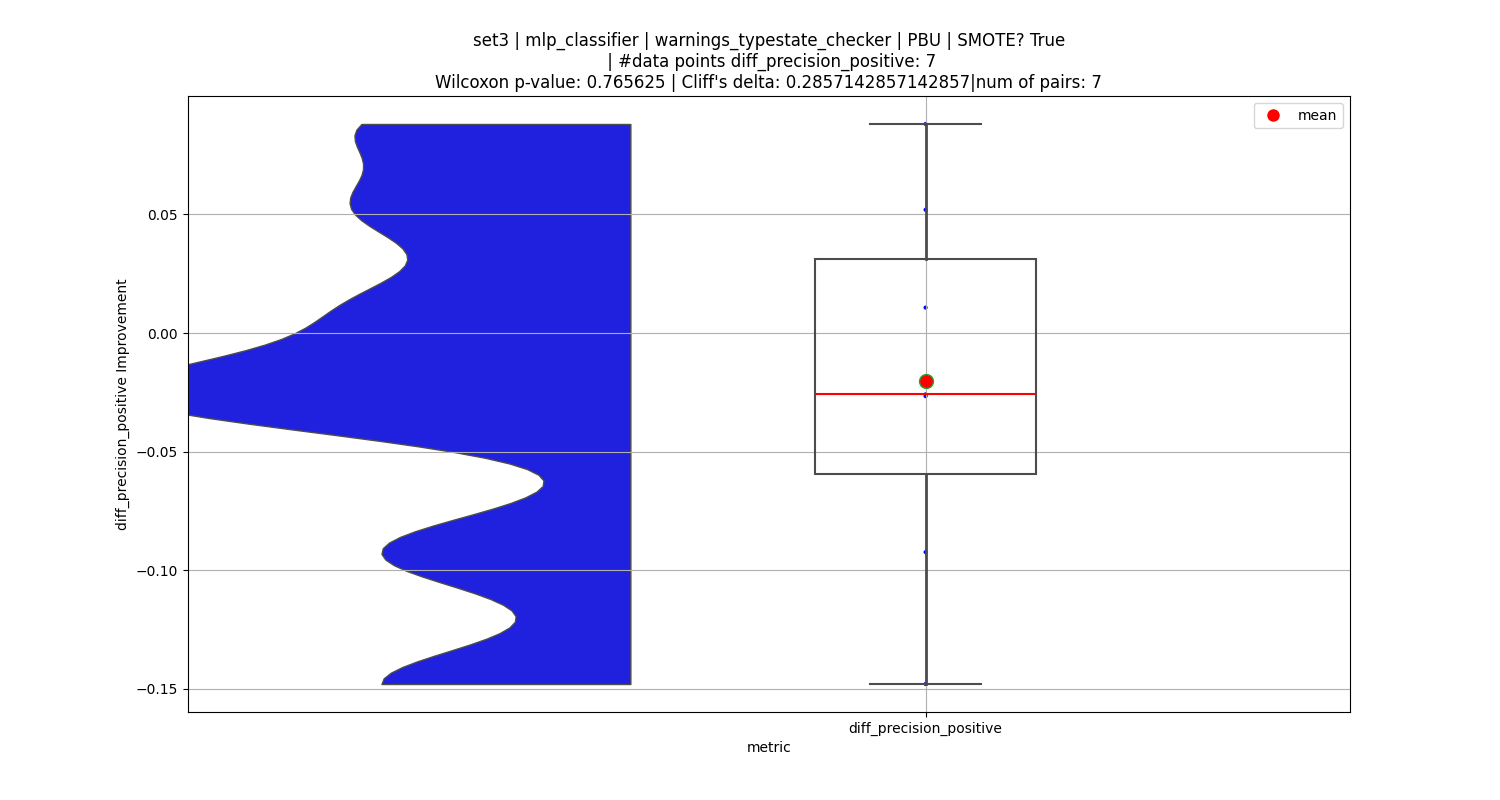 set3 | mlp_classifier | warnings_typestate_checker | PBU | SMOTE? True
| #data points diff_precision_positive: 7
Wilcoxon p-value: 0.765625 | Cliff's delta: 0.2857142857142857|num of pairs: 7
mean
0.05
0.00
−0.05
−0.10
−0.15
diff_precision_positive Improvement
diff_precision_positive
metric